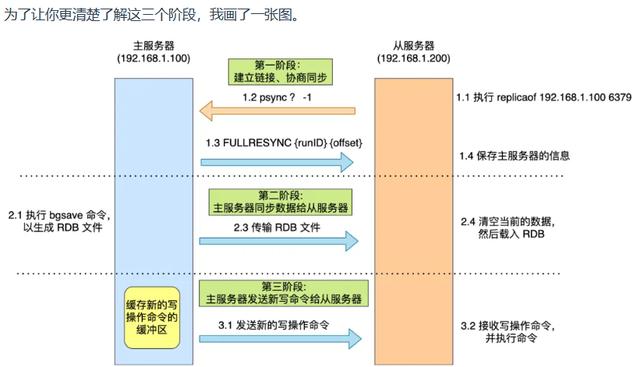 为了让你更清楚了解这三个阶段，我画了一张图。
主服务器
(192.168.1.100)
从服务器
(192.168.1.200)
第一阶段：
建立链接、协商同步
1.2 psync ? -1
1.1 执行 replicaof 192.168.1.100 6379
1.3 FULLRESYNC {runID} {offset}
1.4 保存主服务器的信息
第二阶段：
主服务器同步数据给从服务器
2.1 执行 bgsave 命令，
以生成 RDB 文件
2.3 传输 RDB 文件
2.4 清空当前的数据，
然后载入 RDB
第三阶段：
主服务器发送新写命令给从服务器
缓存新的写
操作命令的
缓冲区
3.1 发送新的写操作命令
3.2 接收写操作命令，
并执行命令